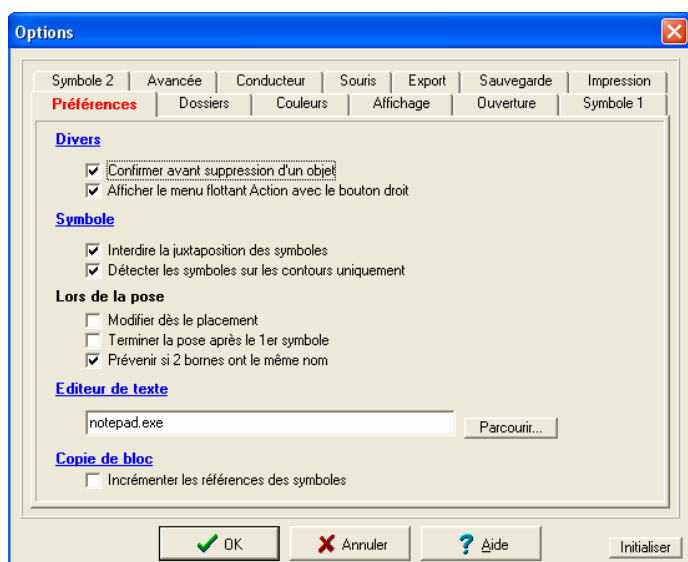 Options
Symbole 2 Avancée Conducteur Souris Export Sauvegarde Impression
Préférences Dossiers Couleurs Affichage Ouverture Symbole 1
Divers
Confirmer avant suppression d'un objet
Afficher le menu flottant Action avec le bouton droit
Symbole
Interdire la juxtaposition des symboles
Détecter les symboles sur les contours uniquement
Lors de la pose
Modifier dès le placement
Terminer la pose après le 1er symbole
Prévenir si 2 bornes ont le même nom
Editeur de texte
notepad.exe Parcourir...
Copie de bloc
Incrémenter les références des symboles
OK Annuler Aide Initialiser